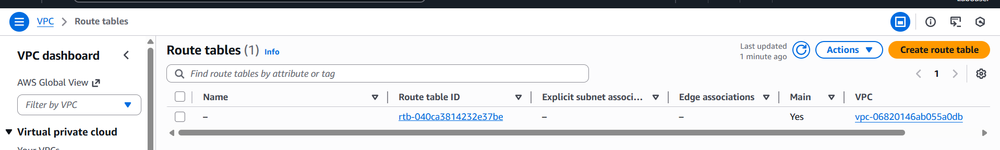 VPC > Route tables
VPC dashboard
AWS Global View
Filter by VPC
Virtual private cloud
Route tables (1) Info
Last updated
1 minute ago
Actions
Create route table
Find route tables by attribute or tag
1
Name Route table ID Explicit subnet associ... Edge associations Main VPC
– rtb-040ca3814232e37be – – Yes vpc-06820146ab055a0db